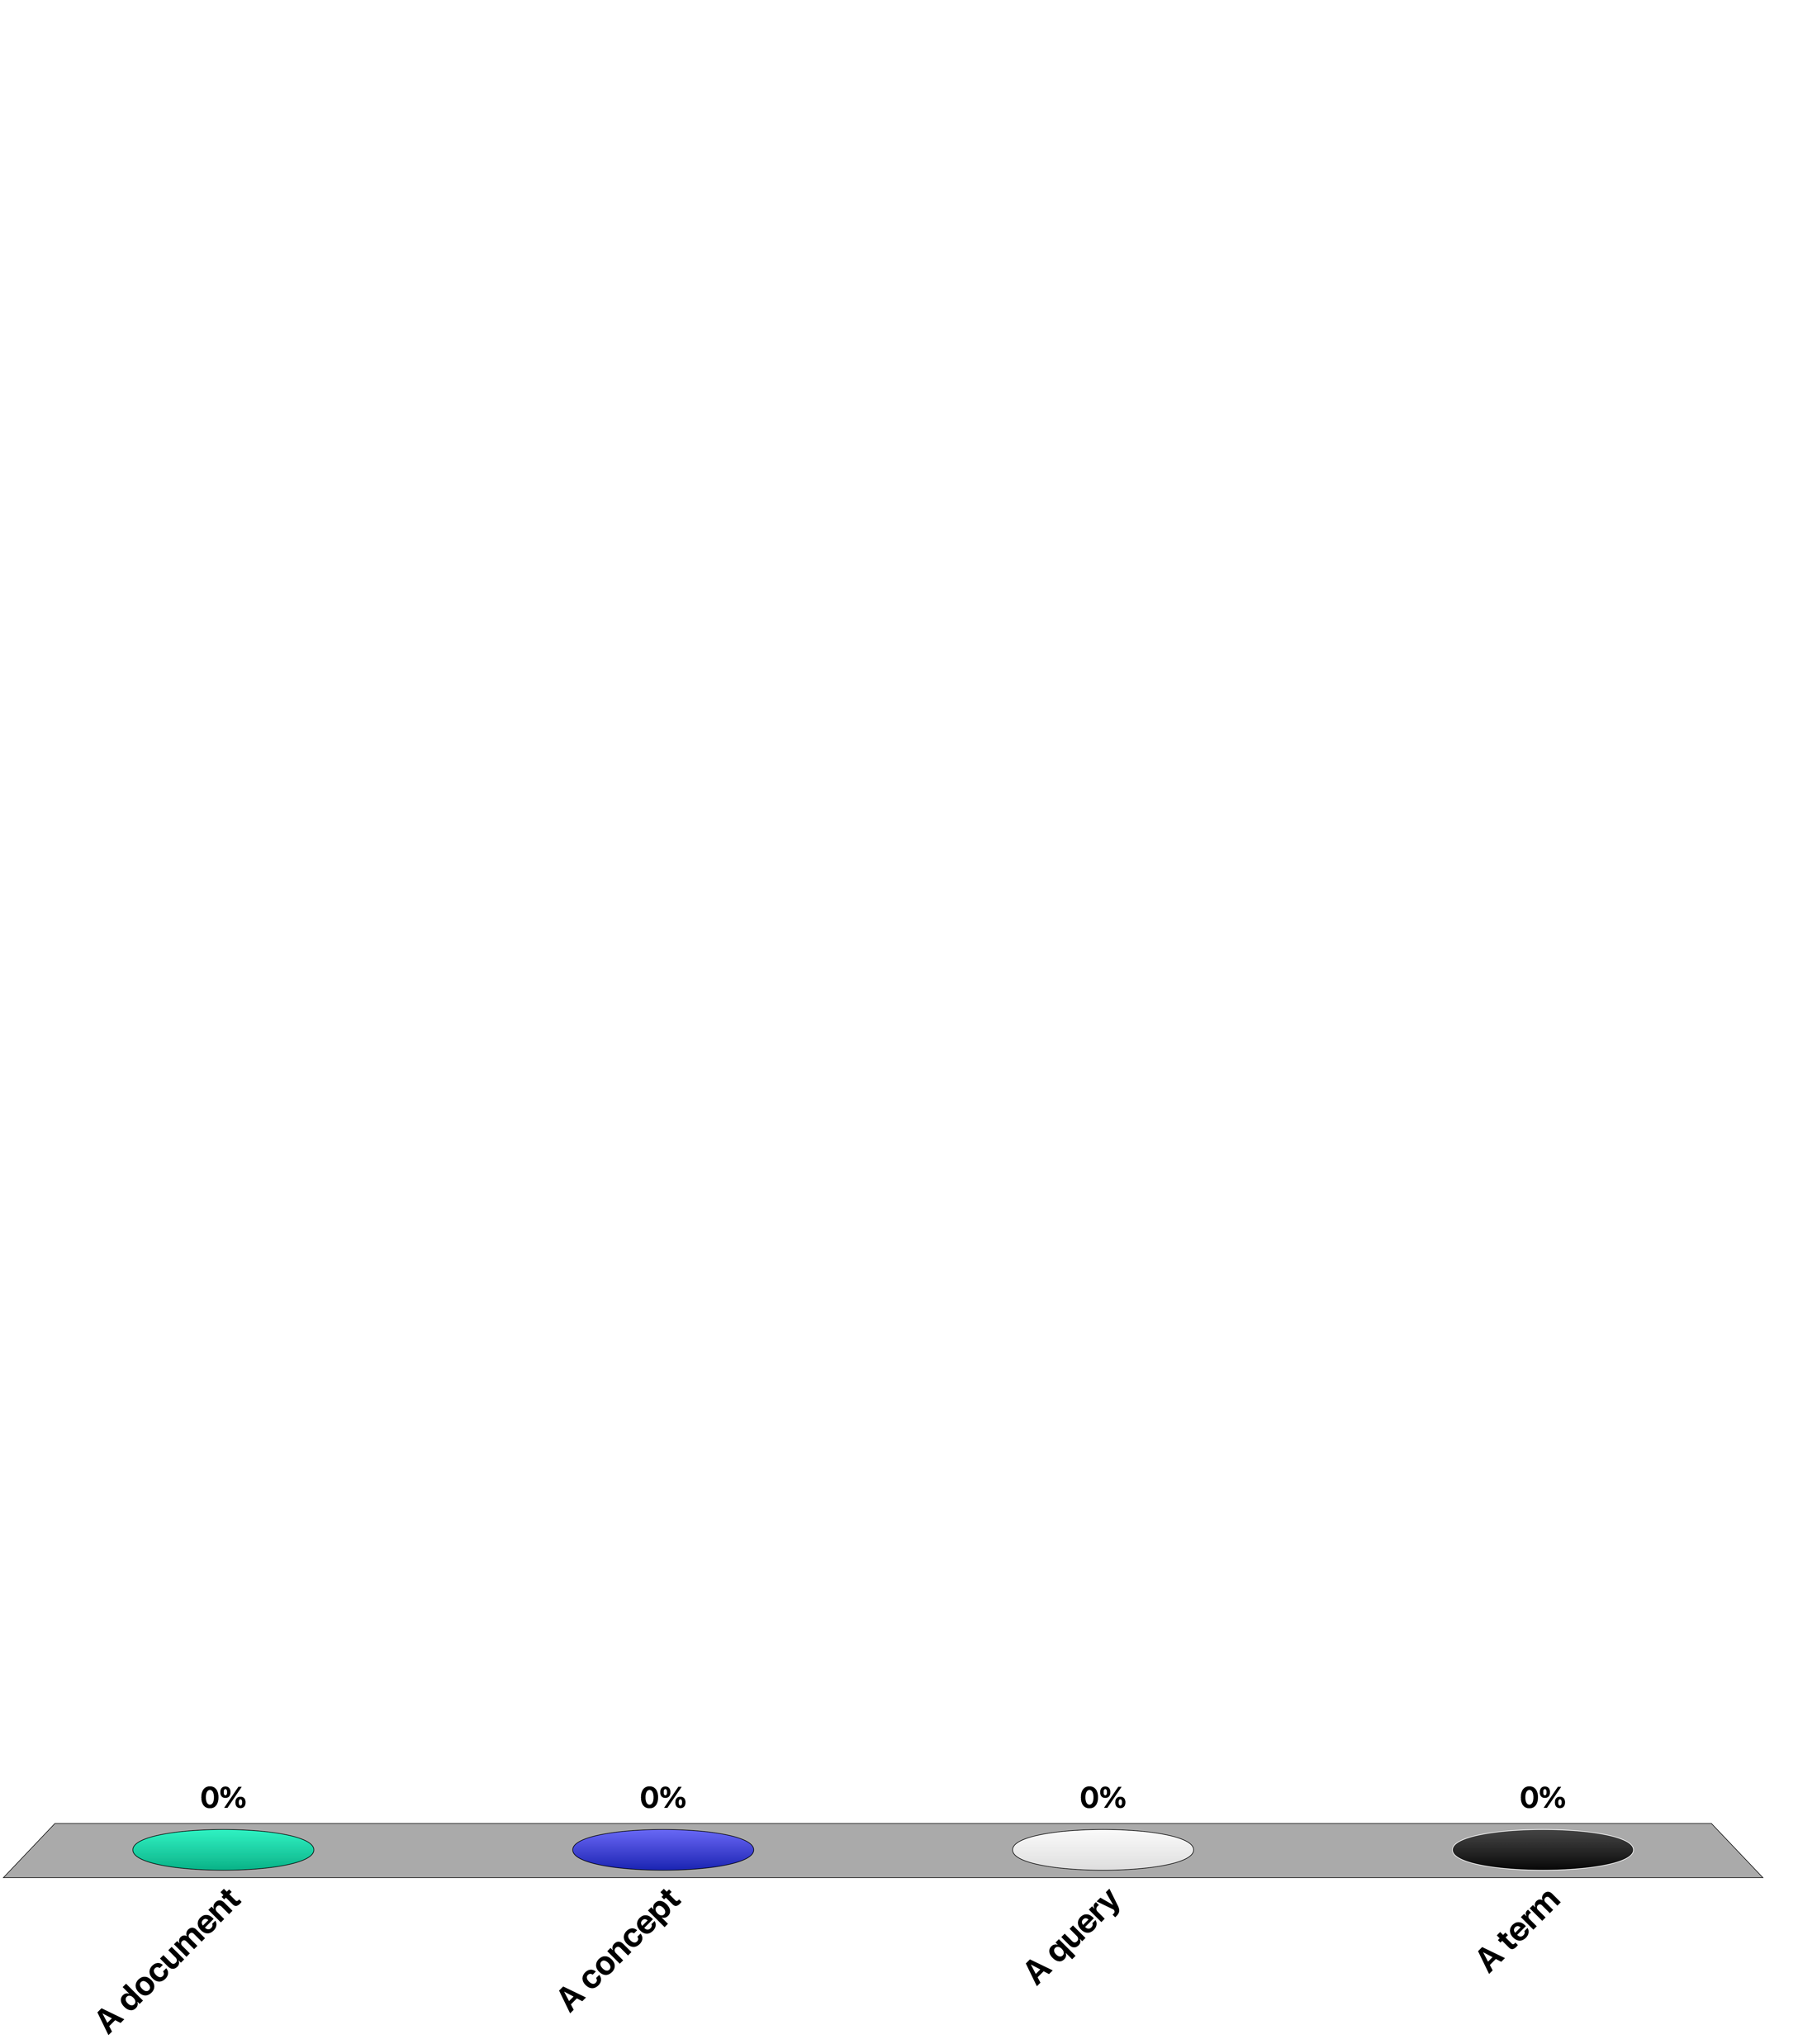 0% 0% 0% 0%
A document
A concept
A query
A term